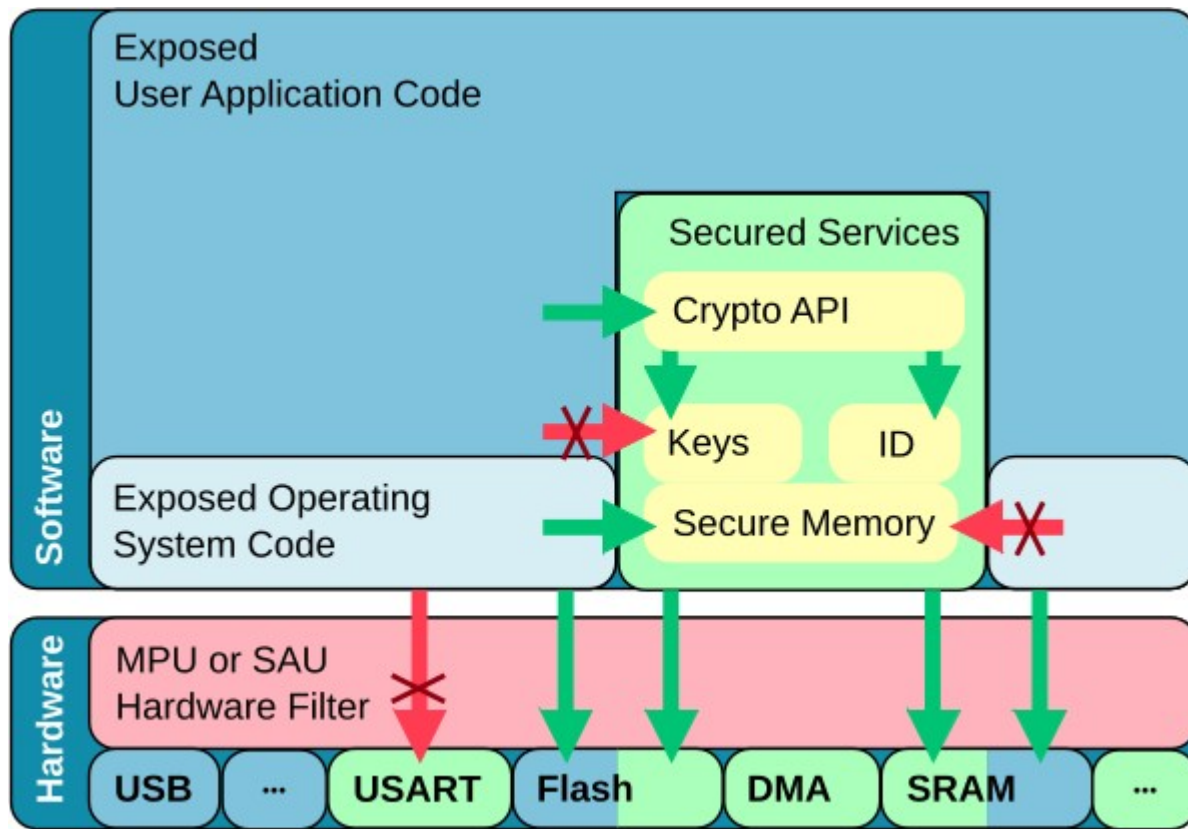 Exposed
User Application Code
Secured Services
Crypto API
Keys
ID
Exposed Operating
System Code
Secure Memory
Software
MPU or SAU
Hardware Filter
Hardware
USB
...
USART
Flash
DMA
SRAM
...